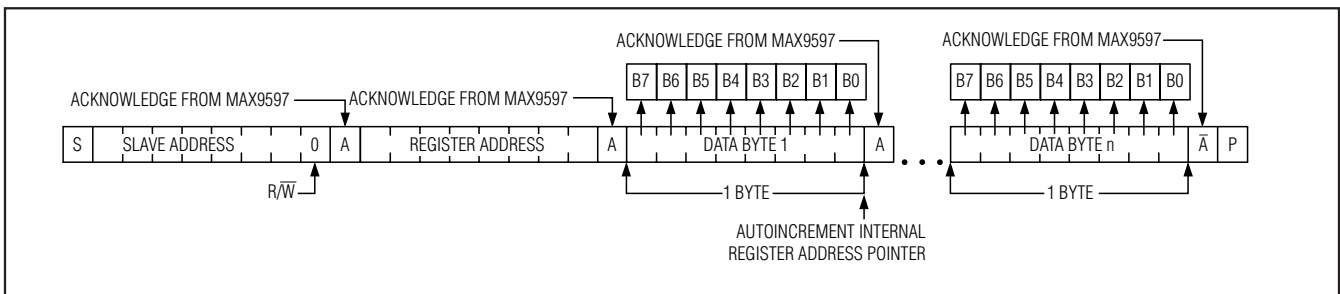 ACKNOWLEDGE FROM MAX9597 ACKNOWLEDGE FROM MAX9597
B7 B6 B5 B4 B3 B2 B1 B0 B7 B6 B5 B4 B3 B2 B1 B0
ACKNOWLEDGE FROM MAX9597 ACKNOWLEDGE FROM MAX9597
S SLAVE ADDRESS 0 A REGISTER ADDRESS A DATA BYTE 1 A • • • DATA BYTE n A̅ P
R/W̅ 1 BYTE 1 BYTE
AUTOINCREMENT INTERNAL
REGISTER ADDRESS POINTER